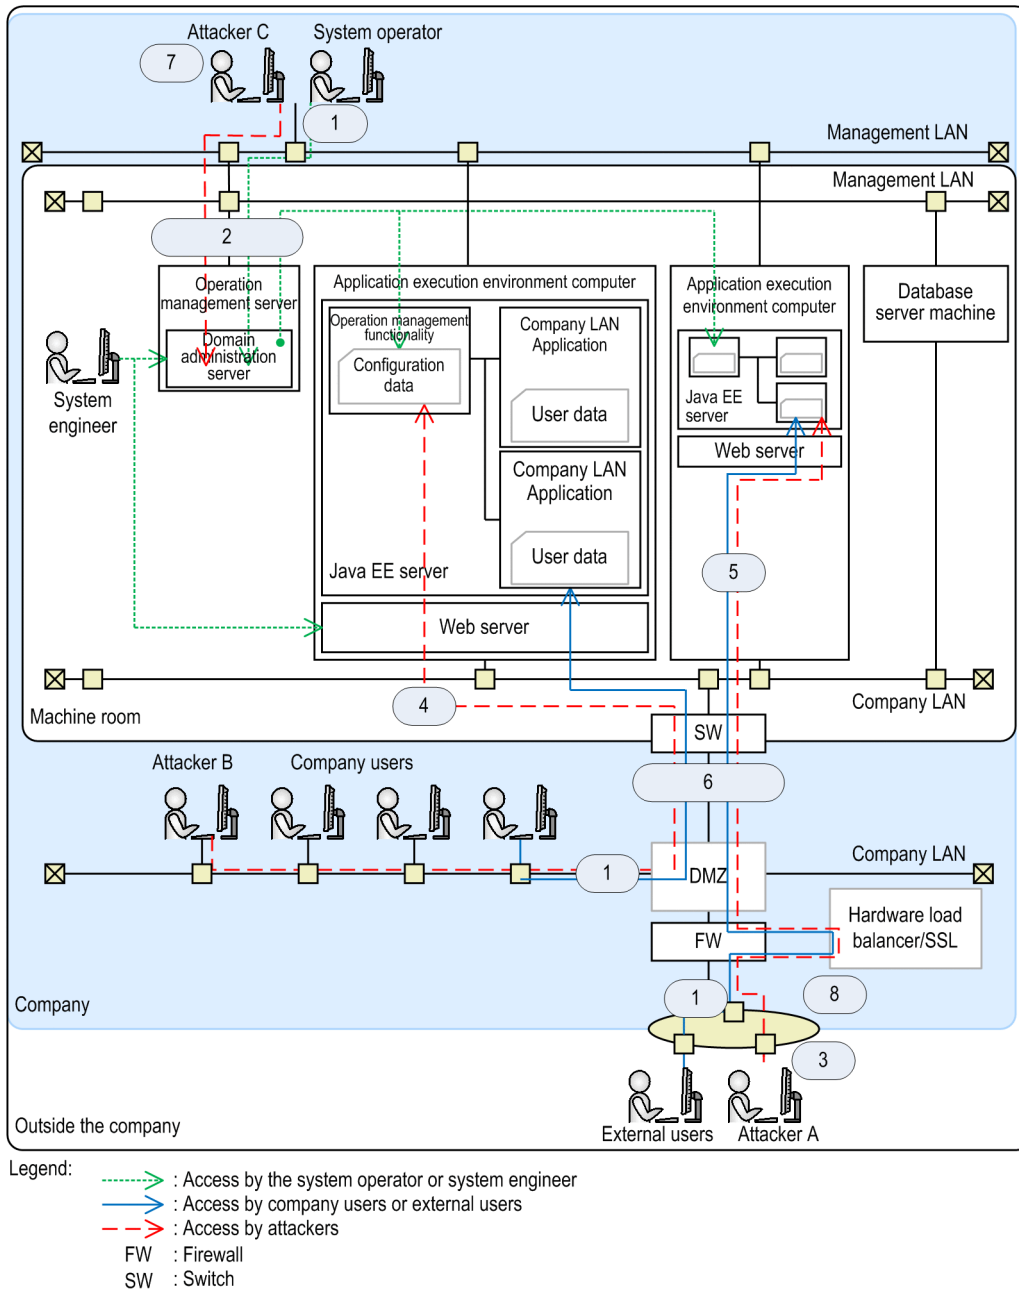 Attacker C
System operator
7
1
Management LAN
Management LAN
2
Operation
management server
Domain
administration
server
System
engineer
Application execution environment computer
Operation management
functionality
Configuration
data
Company LAN
Application
User data
Company LAN
Application
User data
Java EE server
Web server
Application execution
environment computer
Java EE
server
Web server
Database
server machine
5
4
Company LAN
Machine room
SW
6
Attacker B
Company users
1
DMZ
Company LAN
Hardware load
balancer/SSL
FW
1
8
Company
3
External users
Attacker A
Outside the company
Legend:
: Access by the system operator or system engineer
: Access by company users or external users
: Access by attackers
FW : Firewall
SW : Switch